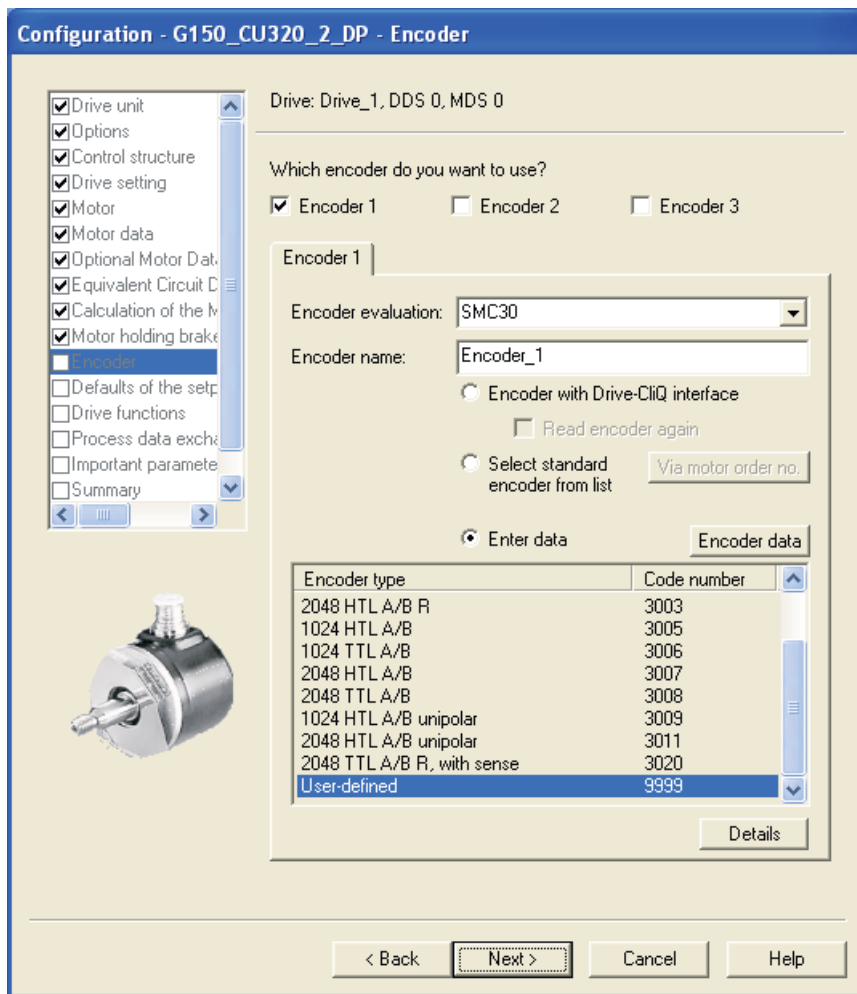 Configuration - G150_CU320_2_DP - Encoder
Drive unit
Options
Control structure
Drive setting
Motor
Motor data
Optional Motor Dat
Equivalent Circuit D
Calculation of the M
Motor holding brake
Encoder
Defaults of the setp
Drive functions
Process data excha
Important paramete
Summary
Drive: Drive_1, DDS 0, MDS 0
Which encoder do you want to use?
Encoder 1 Encoder 2 Encoder 3
Encoder 1
Encoder evaluation: SMC30
Encoder name: Encoder_1
Encoder with Drive-CliQ interface
Read encoder again
Select standard
encoder from list
Via motor order no.
Enter data Encoder data
Encoder type Code number
2048 HTL A/B R 3003
1024 HTL A/B 3005
1024 TTL A/B 3006
2048 HTL A/B 3007
2048 TTL A/B 3008
1024 HTL A/B unipolar 3009
2048 HTL A/B unipolar 3011
2048 TTL A/B R, with sense 3020
User-defined 9999
Details
< Back Next > Cancel Help